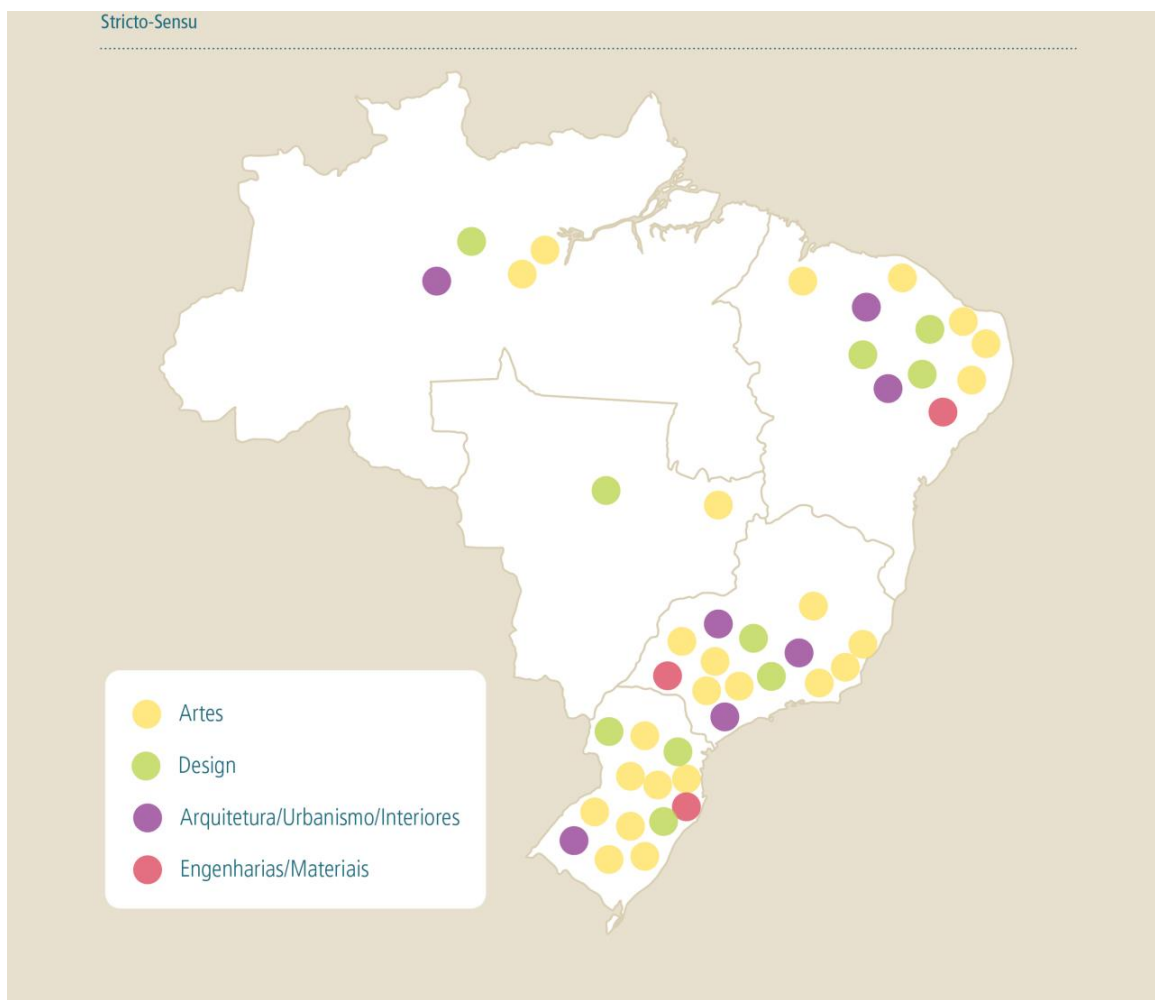 Stricto-Sensu
Artes
Design
Arquitetura/Urbanismo/Interiores
Engenharias/Materiais